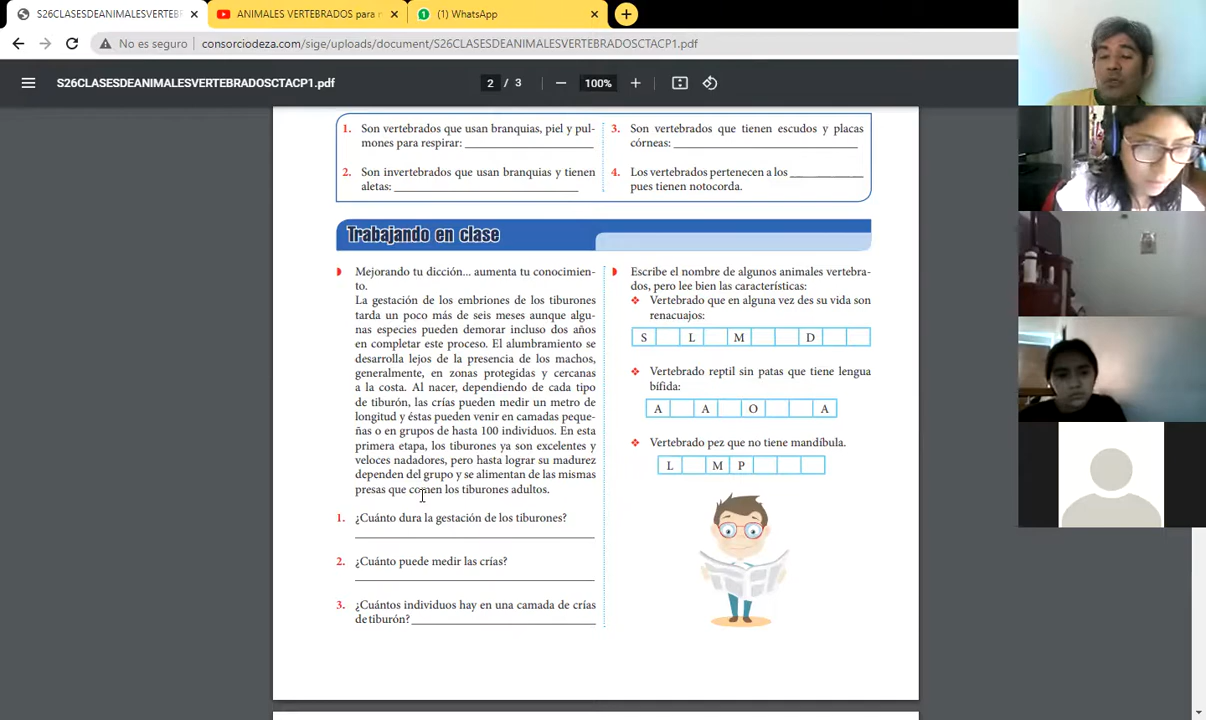 S26CLASESDEANIMALESVERTEBR
ANIMALES VERTEBRADOS para n
(1) WhatsApp
No es seguro
consorciodeza.com/sige/uploads/document/S26CLASESDEANIMALESVERTEBRADOSCTACP1.pdf
S26CLASESDEANIMALESVERTEBRADOSCTACP1.pdf
2 / 3
100%
1. Son vertebrados que usan branquias, piel y pul-
mones para respirar:
2. Son invertebrados que usan branquias y tienen
aletas:
3. Son vertebrados que tienen escudos y placas
córneas:
4. Los vertebrados pertenecen a los
pues tienen notocorda.
Trabajando en clase
Mejorando tu dicción... aumenta tu conocimien-
to.
La gestación de los embriones de los tiburones
tarda un poco más de seis meses aunque algu-
nas especies pueden demorar incluso dos años
en completar este proceso. El alumbramiento se
desarrolla lejos de la presencia de los machos,
generalmente, en zonas protegidas y cercanas
a la costa. Al nacer, dependiendo de cada tipo
de tiburón, las crías pueden medir un metro de
longitud y éstas pueden venir en camadas peque-
ñas o en grupos de hasta 100 individuos. En esta
primera etapa, los tiburones ya son excelentes y
veloces nadadores, pero hasta lograr su madurez
dependen del grupo y se alimentan de las mismas
presas que comen los tiburones adultos.
1. ¿Cuánto dura la gestación de los tiburones?
2. ¿Cuánto puede medir las crías?
3. ¿Cuántos individuos hay en una camada de crías
de tiburón?
Escribe el nombre de algunos animales vertebra-
dos, pero lee bien las características:
Vertebrado que en alguna vez des su vida son
renacuajos:
S L M D
Vertebrado reptil sin patas que tiene lengua
bífida:
A A O A
Vertebrado pez que no tiene mandíbula.
L M P